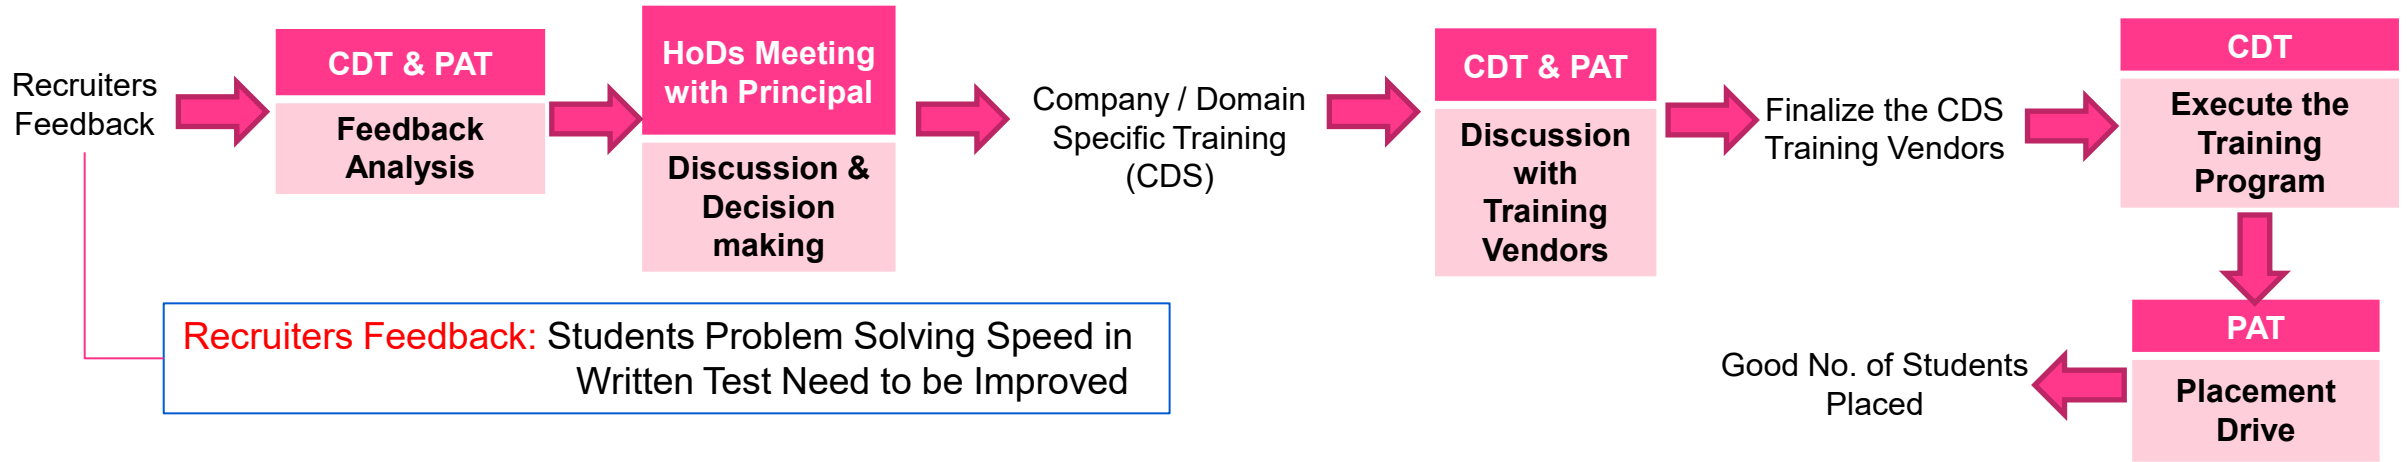 Recruiters
Feedback
CDT & PAT
Feedback
Analysis
HoDs Meeting
with Principal
Discussion &
Decision
making
Company / Domain
Specific Training
(CDS)
CDT & PAT
Discussion
with
Training
Vendors
Finalize the CDS
Training Vendors
CDT
Execute the
Training
Program
PAT
Placement
Drive
Good No. of Students
Placed
Recruiters Feedback: Students Problem Solving Speed in
Written Test Need to be Improved